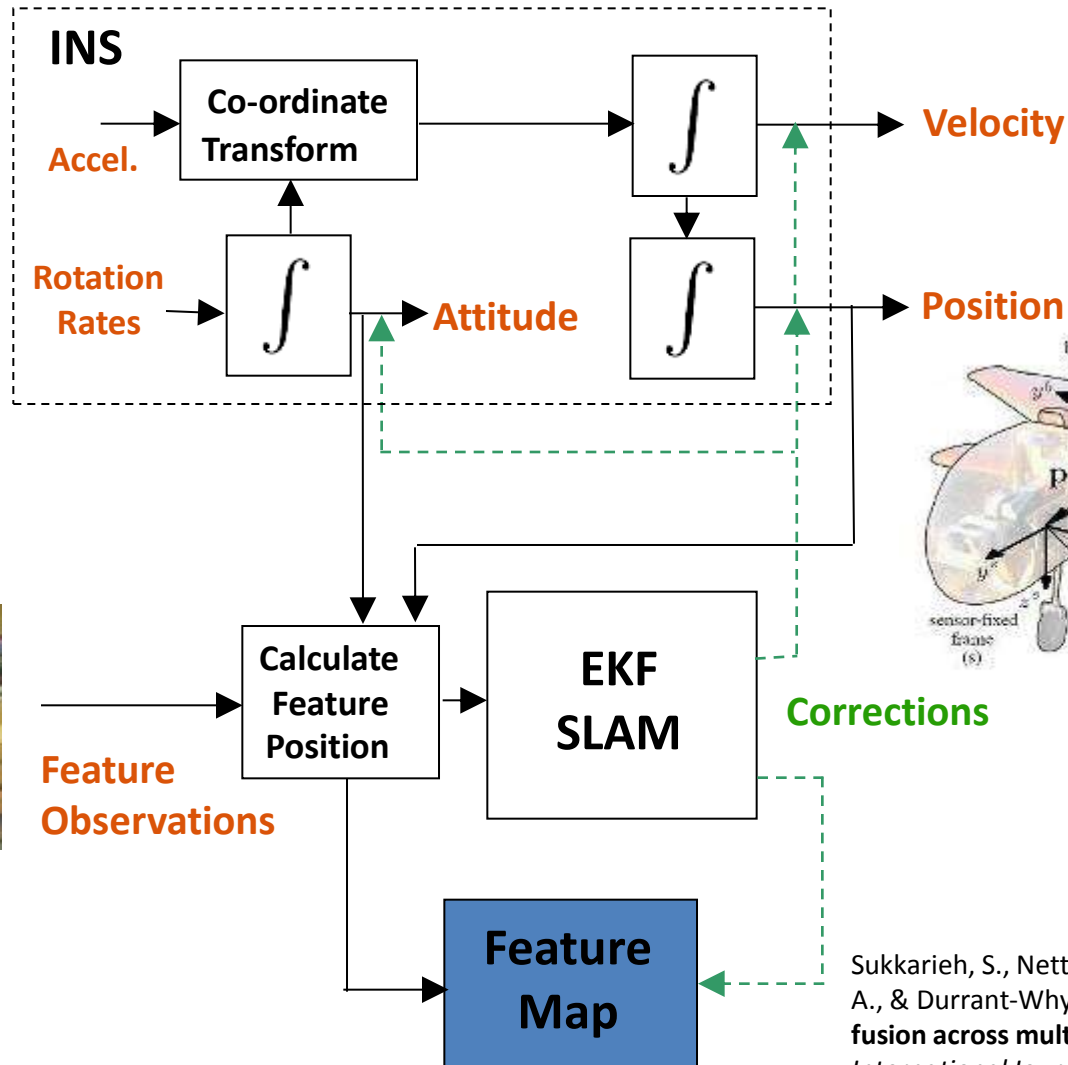 INS
Co-ordinate
Transform
∫
Velocity
Accel.
Rotation
Rates
∫
Attitude
∫
Position
y^b
P
y^s
z^s
sensor-fixed
frame
(s)
Calculate
Feature
Position
EKF
SLAM
Corrections
Feature
Observations
Feature
Map
Sukkarieh, S., Nett
A., & Durrant-Why
fusion across mult